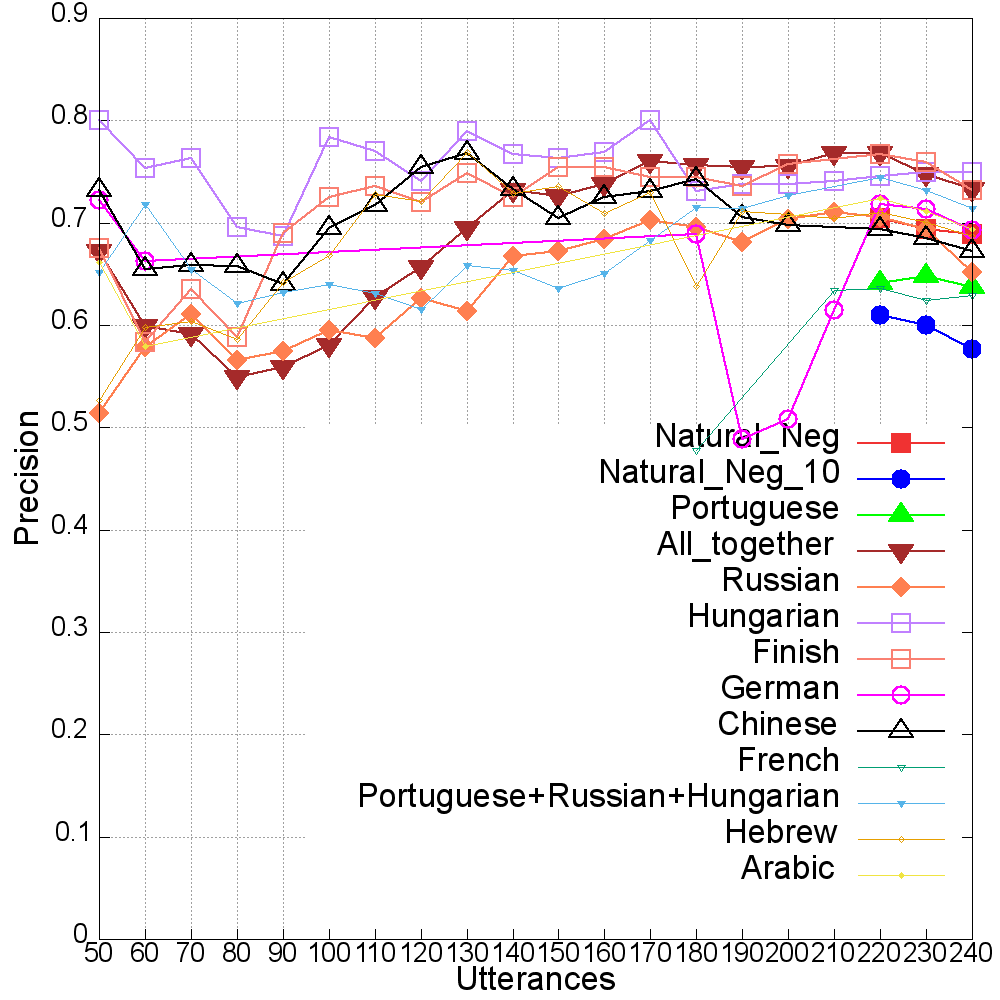 0.9
0.8
0.7
0.6
0.5
0.4
0.3
0.2
0.1
0
Precision
Natural_Neg
Natural_Neg_10
Portuguese
All_together
Russian
Hungarian
Finish
German
Chinese
French
Portuguese+Russian+Hungarian
Hebrew
Arabic
50 60 70 80 90 100 110 120 130 140 150 160 170 180 190 200 210 220 230 240
Utterances